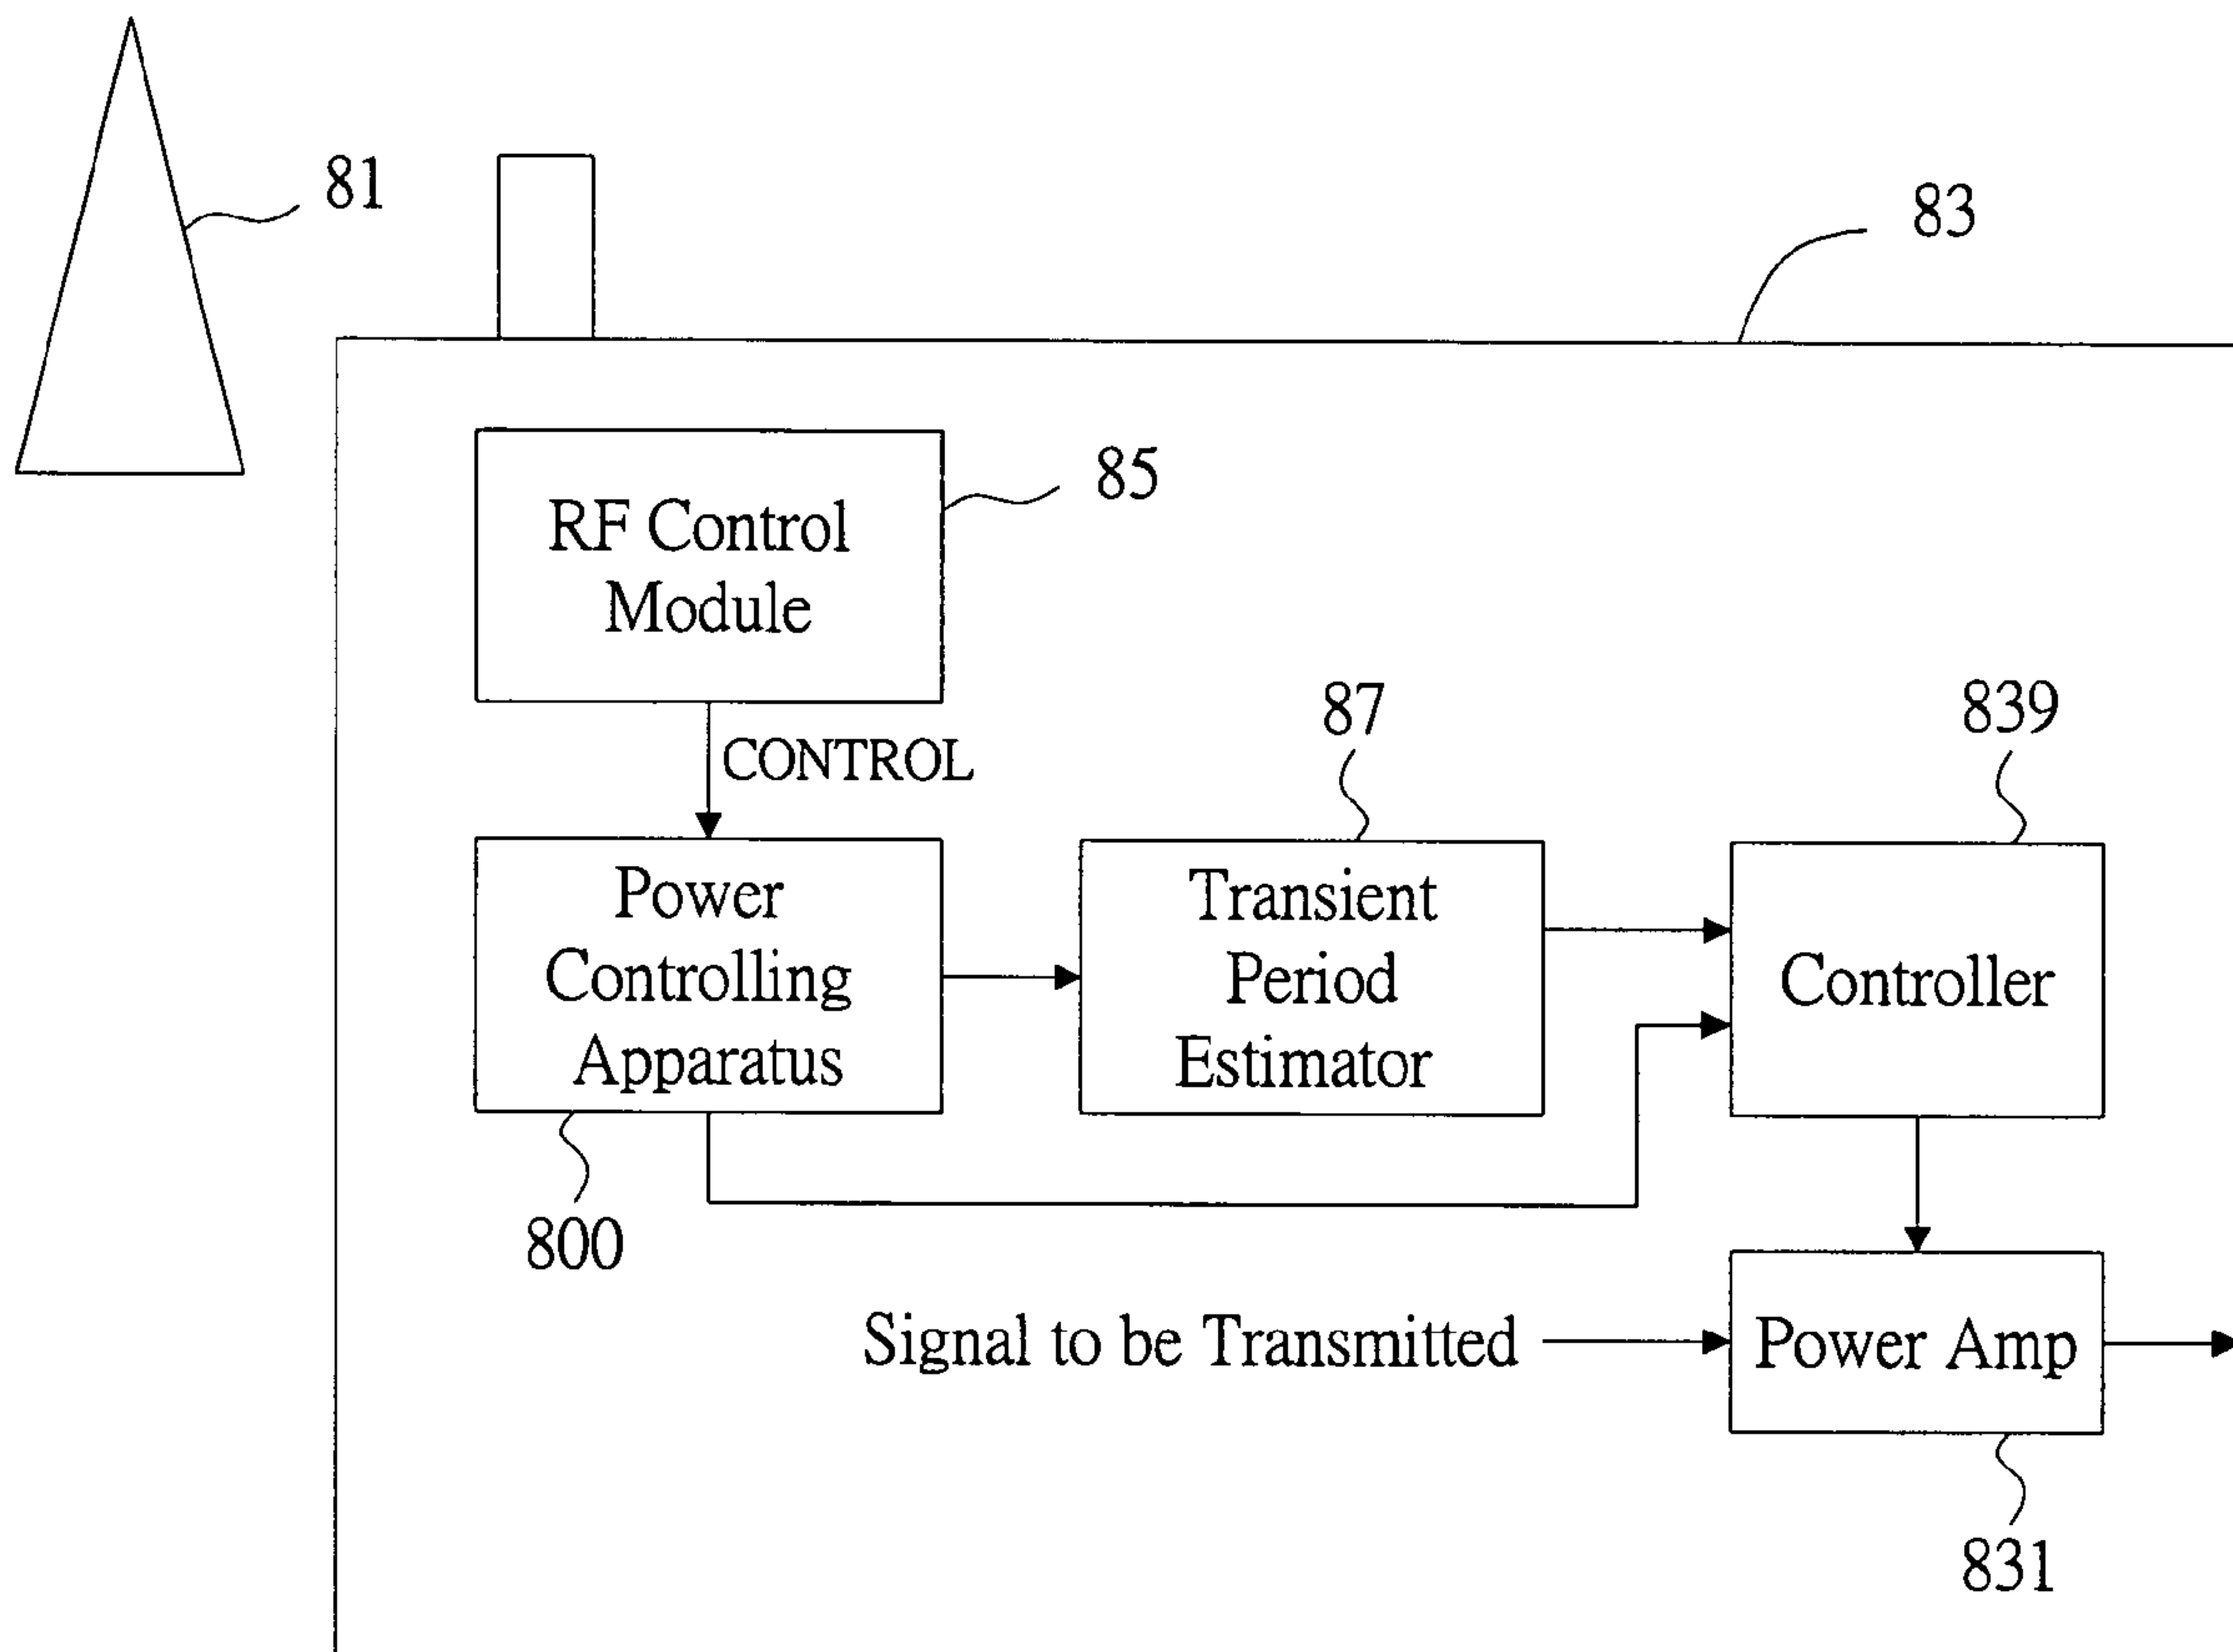 81
83
RF Control
Module
85
CONTROL
87
839
Power
Controlling
Apparatus
Transient
Period
Estimator
Controller
800
Signal to be Transmitted
Power Amp
831